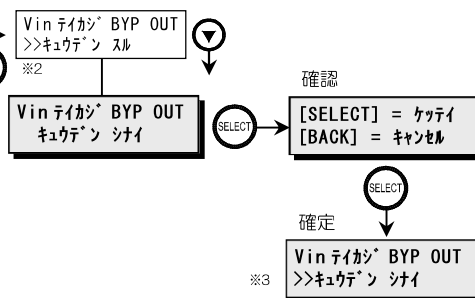 Vin テイカジ BYP OUT
>>キュウデン スル
※2
▼
Vin テイカジ BYP OUT
キュウデン シナイ
SELECT
確認
[SELECT] = ケッテイ
[BACK] = キャンセル
SELECT
確定
※3
Vin テイカジ BYP OUT
>>キュウデン シナイ